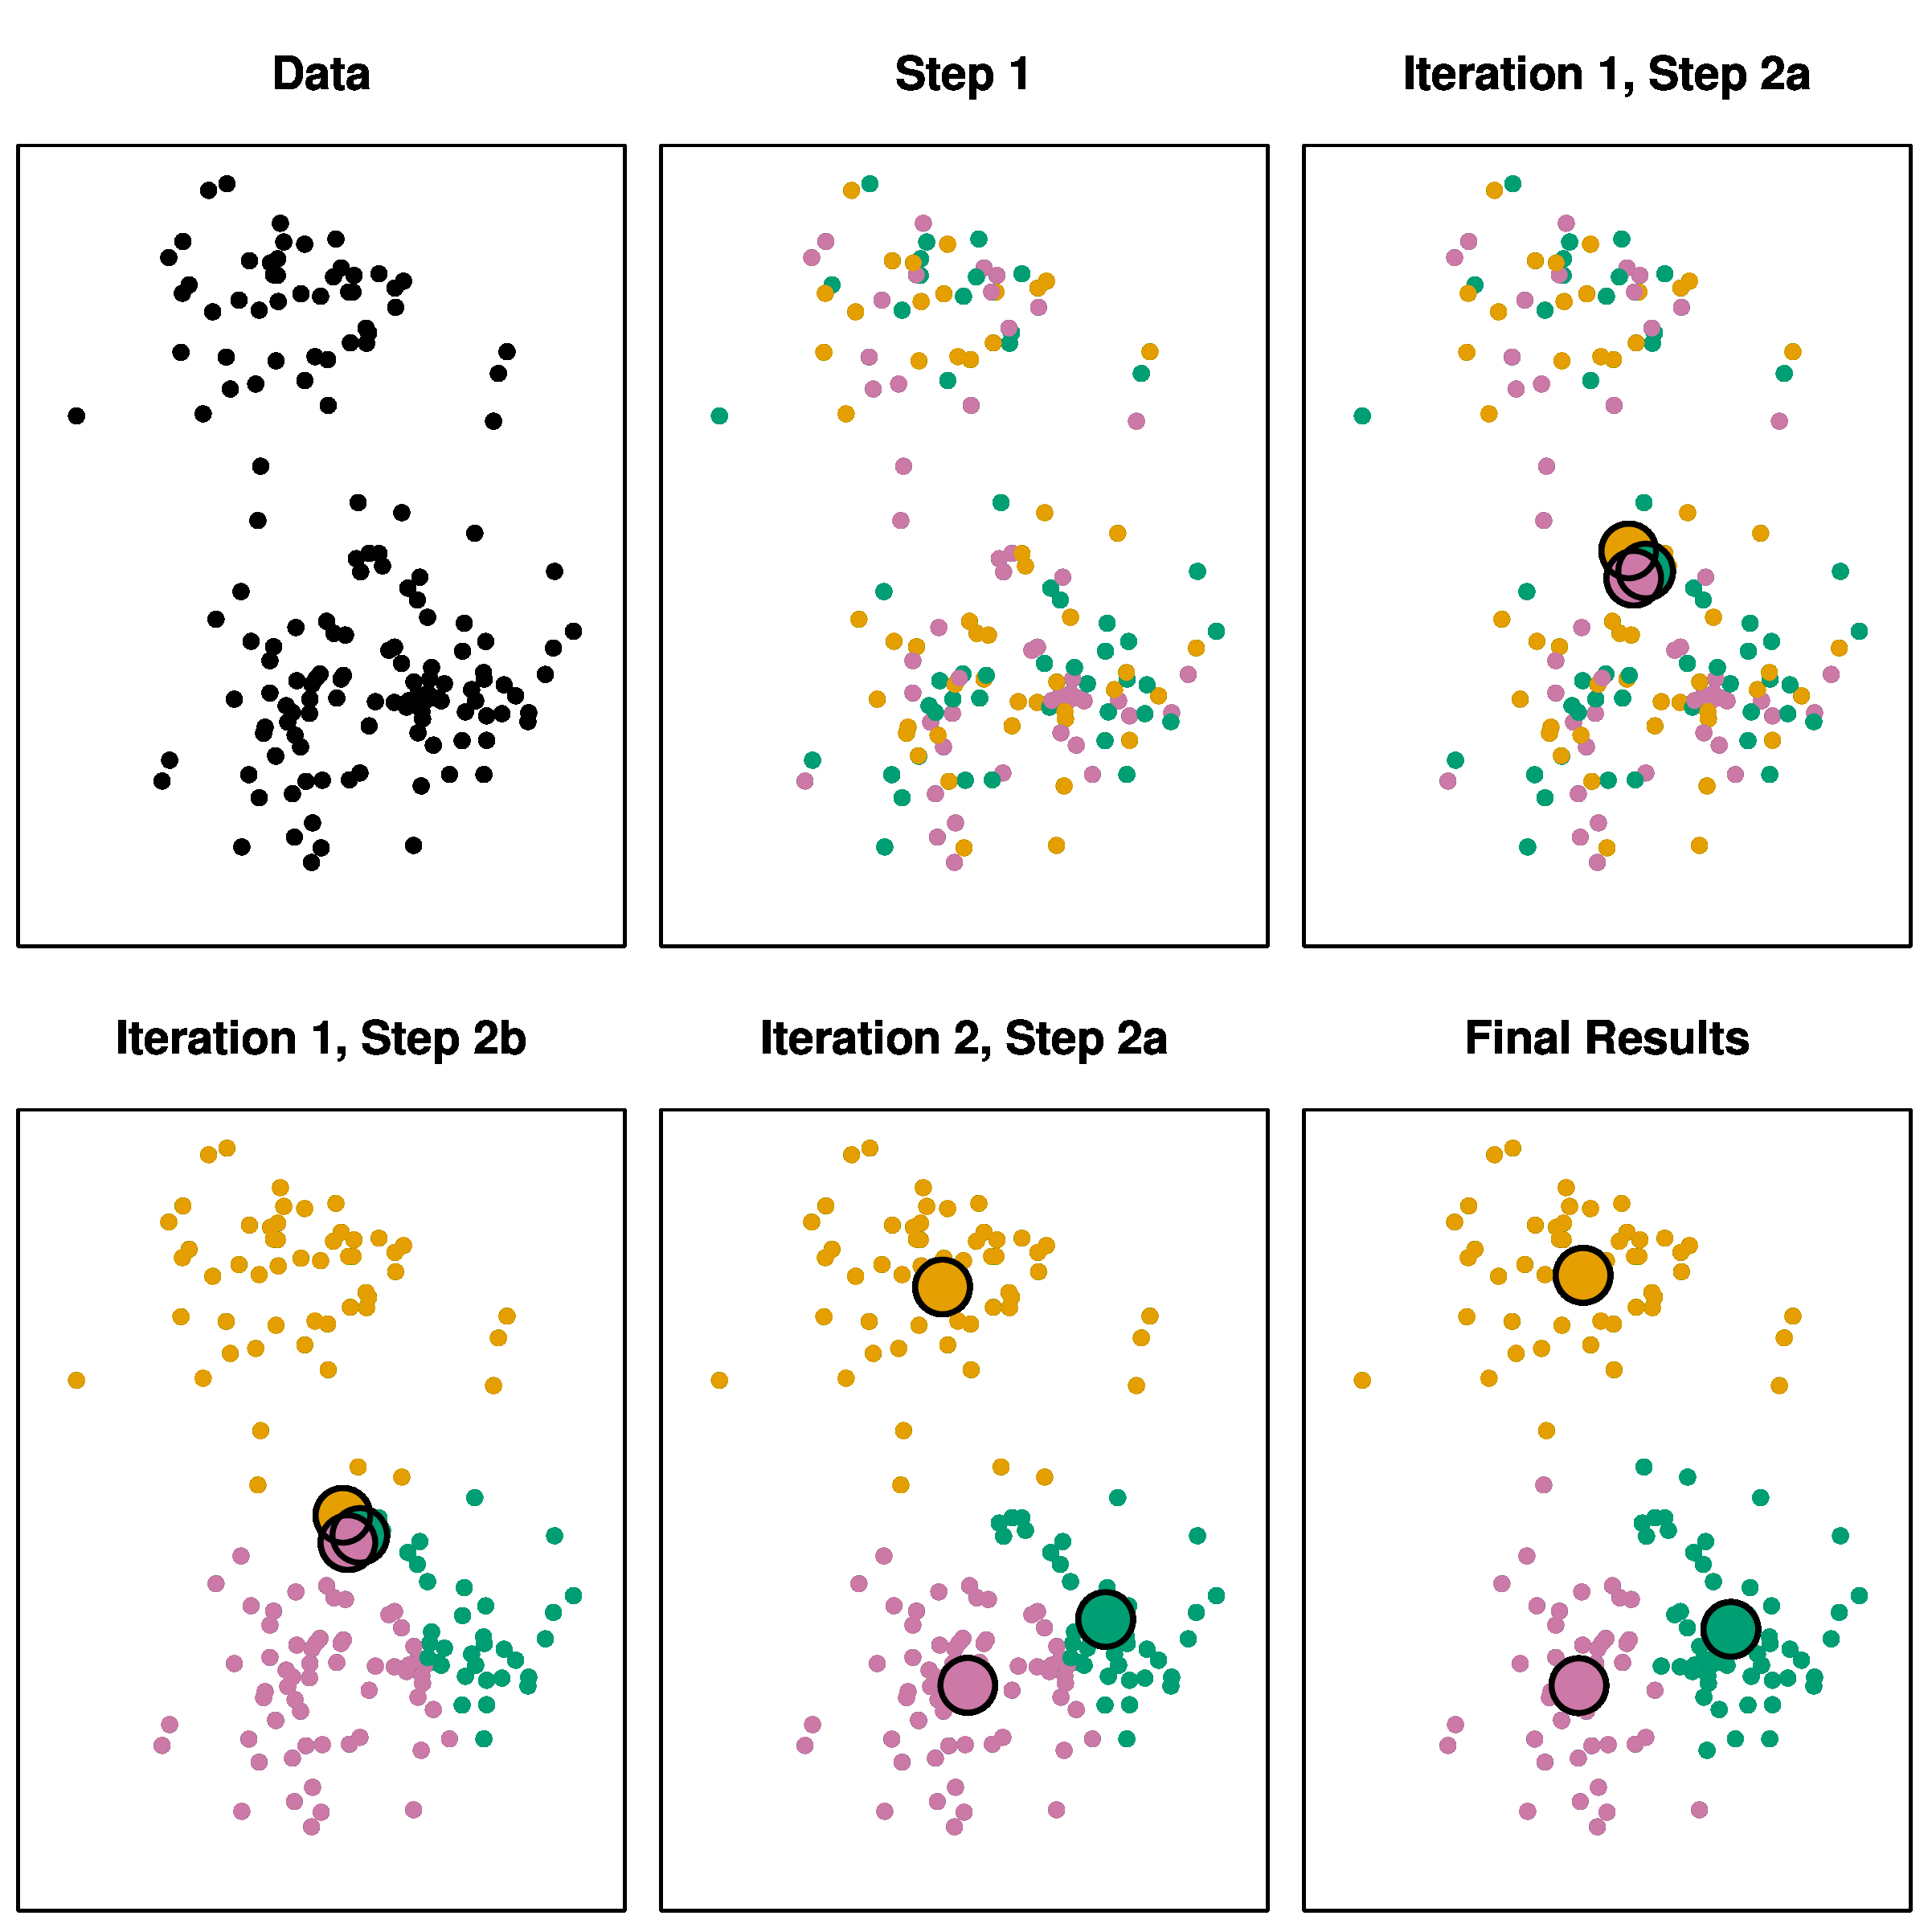 Data
Step 1
Iteration 1, Step 2a
Iteration 1, Step 2b
Iteration 2, Step 2a
Final Results